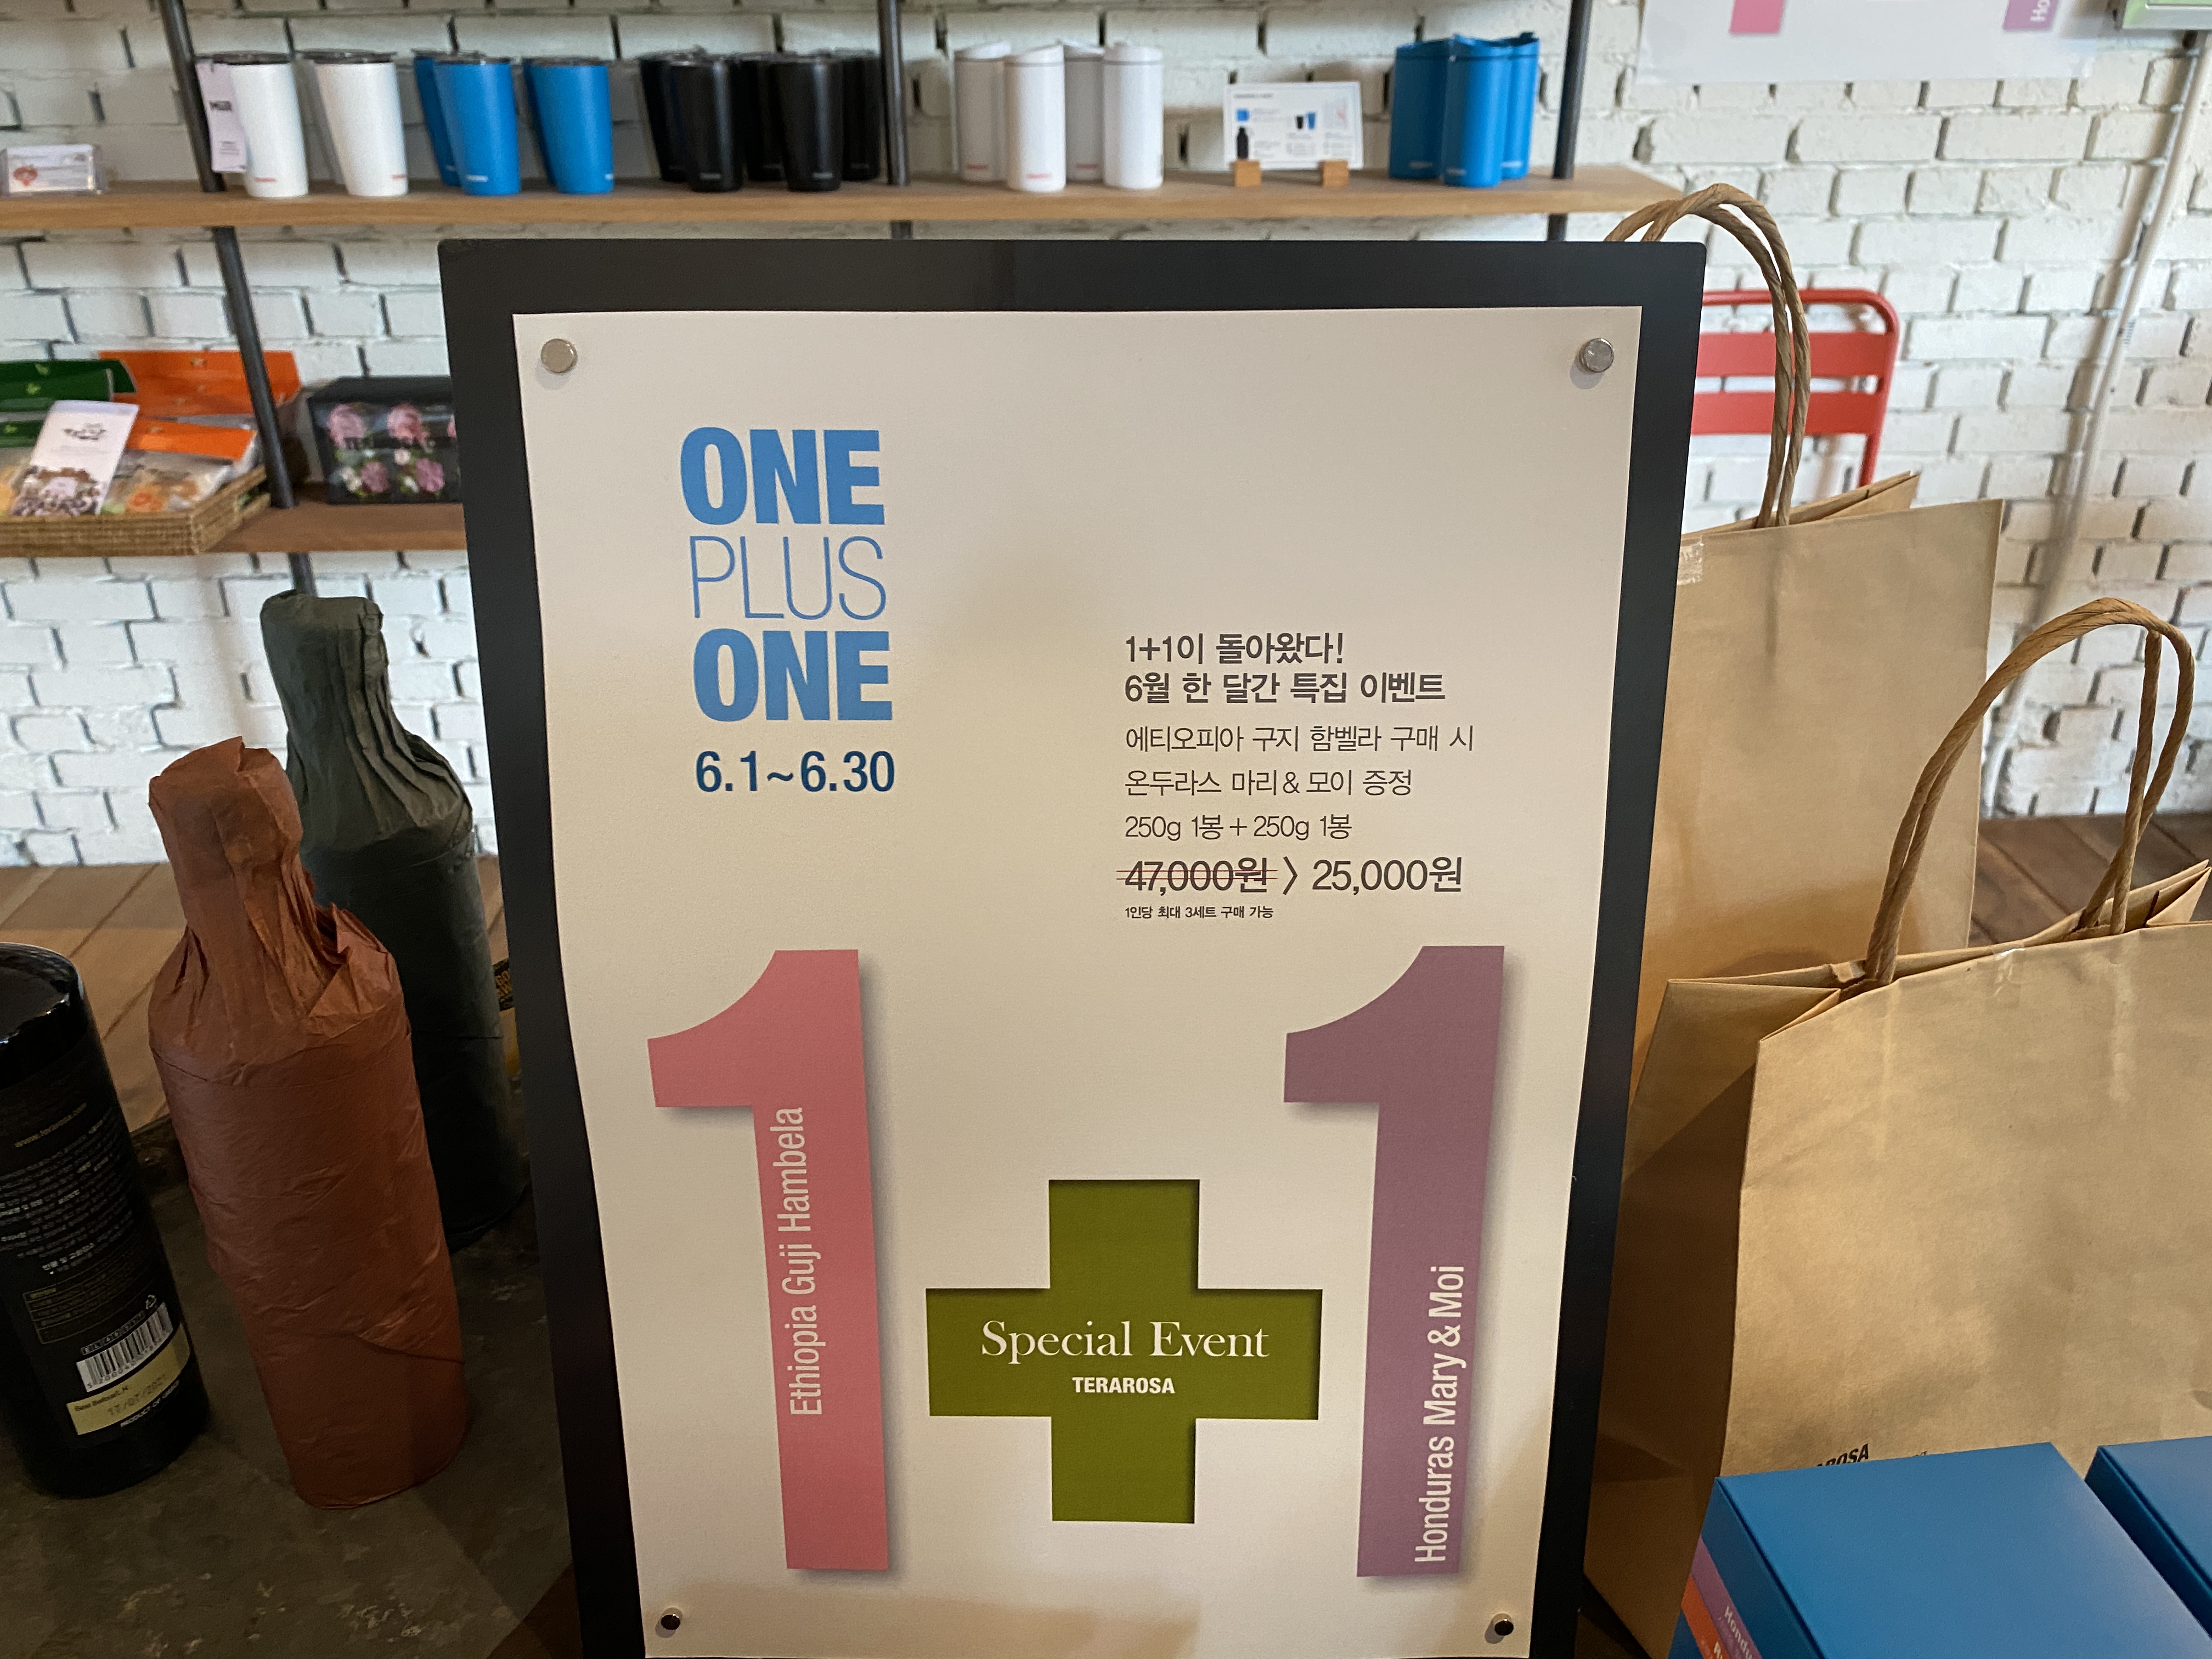 ONE
PLUS
ONE
6.1~6.30
1+1이 돌아왔다!
6월 한 달간 특집 이벤트
에티오피아 구지 함벨라 구매 시
온두라스 마리 & 모이 증정
250g 1봉 + 250g 1봉
47,000원 > 25,000원
1인당 최대 3세트 구매 가능
Ethiopia Guji Hambela
Special Event
TERAROSA
Honduras Mary & Moi